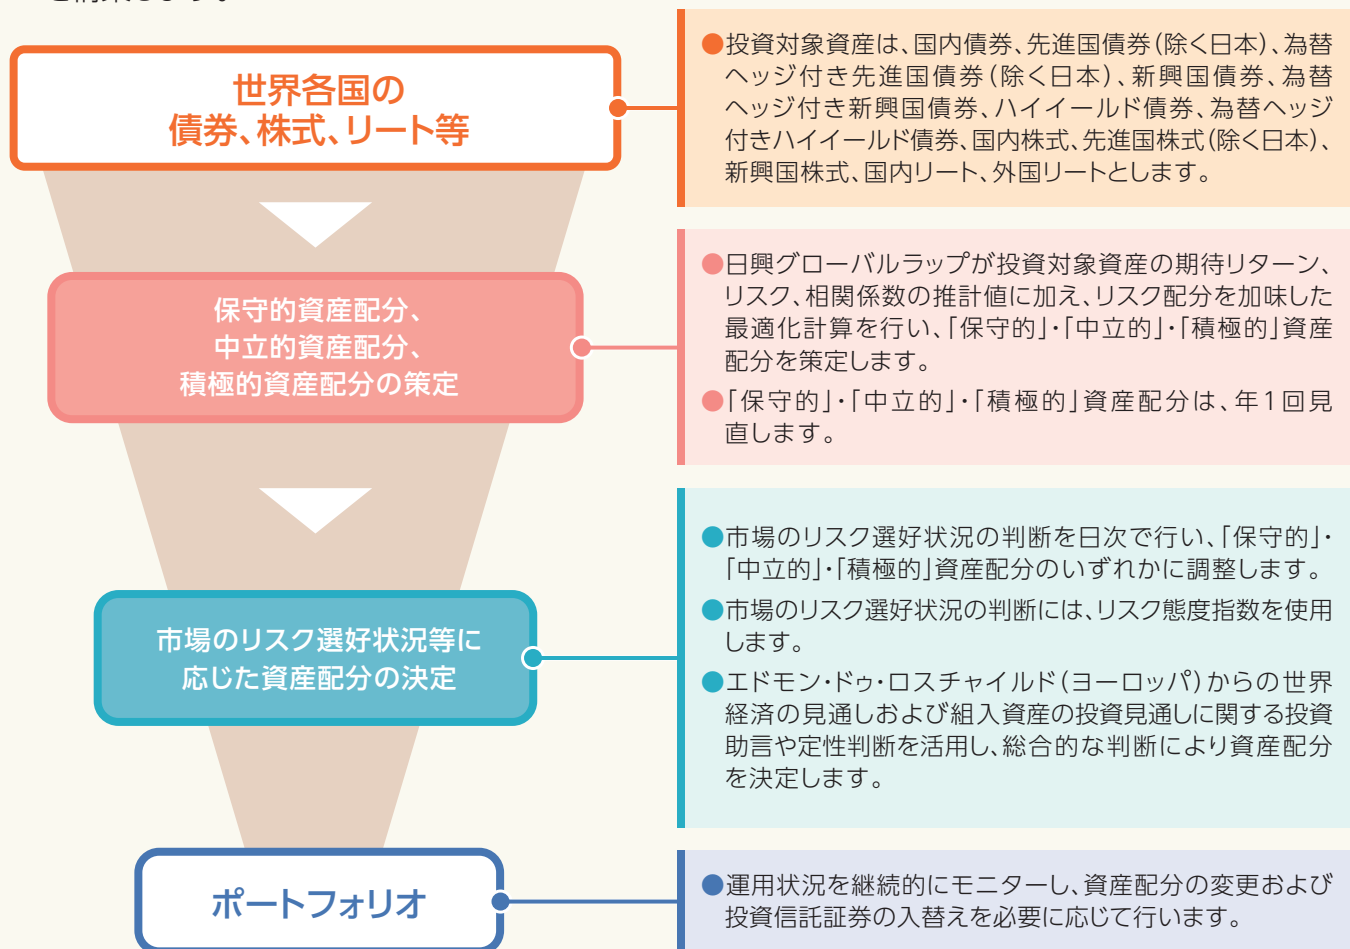 世界各国の
債券、株式、リート等
●投資対象資産は、国内債券、先進国債券(除く日本)、為替
ヘッジ付き先進国債券(除く日本)、新興国債券、為替
ヘッジ付き新興国債券、ハイイールド債券、為替ヘッジ
付きハイイールド債券、国内株式、先進国株式(除く日本)、
新興国株式、国内リート、外国リートとします。
保守的資産配分、
中立的資産配分、
積極的資産配分の策定
●日興グローバルラップが投資対象資産の期待リターン、
リスク、相関係数の推計値に加え、リスク配分を加味した
最適化計算を行い、「保守的」・「中立的」・「積極的」資産
配分を策定します。
●「保守的」・「中立的」・「積極的」資産配分は、年1回見
直します。
市場のリスク選好状況等に
応じた資産配分の決定
●市場のリスク選好状況の判断を日次で行い、「保守的」・
「中立的」・「積極的」資産配分のいずれかに調整します。
●市場のリスク選好状況の判断には、リスク態度指数を使用
します。
●エドモン・ドゥ・ロスチャイルド(ヨーロッパ)からの世界
経済の見通しおよび組入資産の投資見通しに関する投資
助言や定性判断を活用し、総合的な判断により資産配分
を決定します。
ポートフォリオ
●運用状況を継続的にモニターし、資産配分の変更および
投資信託証券の入替えを必要に応じて行います。